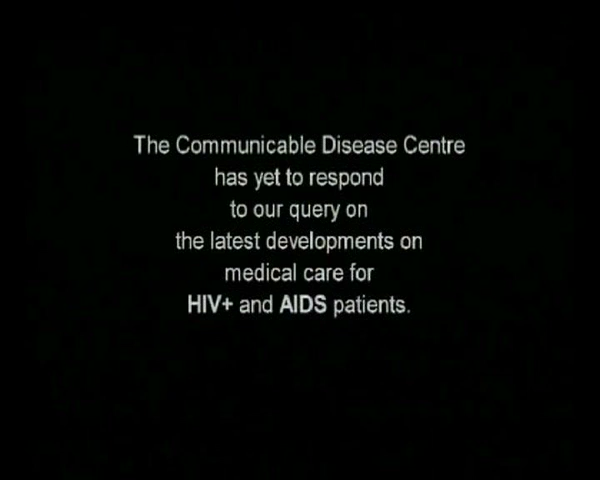 The Communicable Disease Centre
has yet to respond
to our query on
the latest developments on
medical care for
HIV+ and AIDS patients.